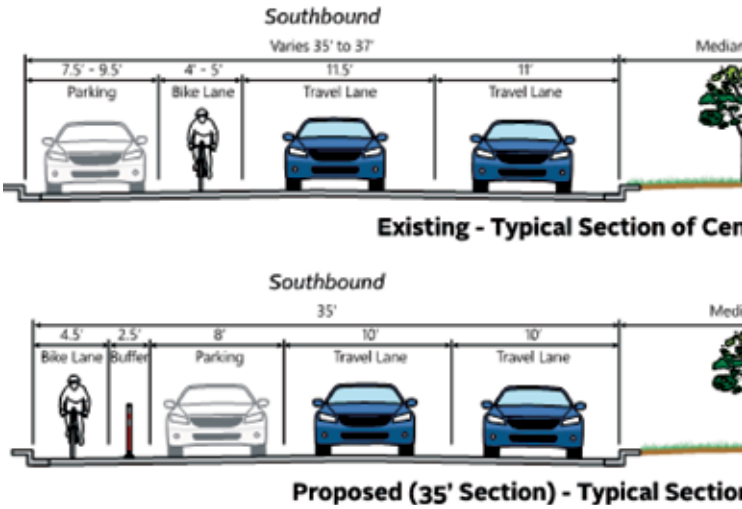 Southbound
Varies 35' to 37'
7.5' - 9.5' 4' - 5' 11.5' 11'
Parking Bike Lane Travel Lane Travel Lane
Existing - Typical Section of
Southbound
35'
4.5' 2.5' 8' 10' 10'
Bike Lane Buffer Parking Travel Lane Travel Lane
Proposed (35' Section) - Typical Section